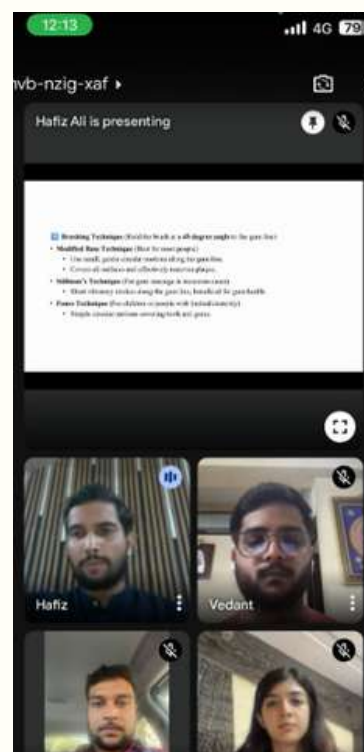 12:13
4G 79
nvb-nzig-xaf
Hafiz Ali is presenting
Brushing Technique (Hold the brush at a 45-degree angle to the gum line)
• Modified Bass Technique (Best for most people)
• Use small, gentle circular motions along the gum line.
• Covers all surfaces and effectively removes plaque.
• Stillman's Technique (For gum massage & recession cases)
• Short vibratory strokes along the gum line, beneficial for gum health.
• Fones Technique (For children or people with limited dexterity)
• Simple circular motions covering teeth and gums.
Hafiz
Vedant